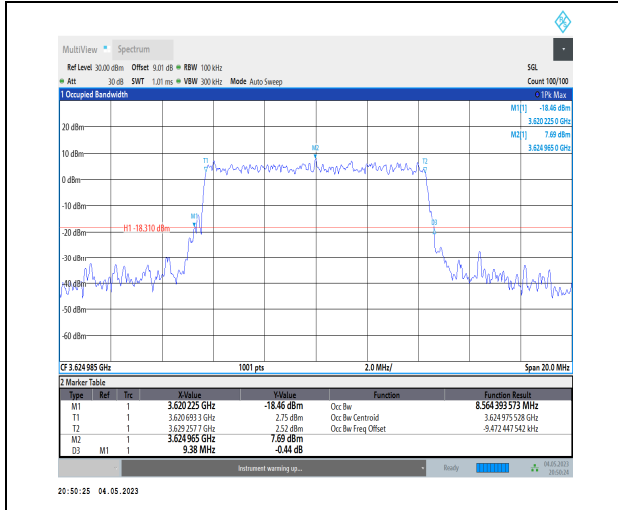 MultiView Spectrum
Ref Level 30.00 dBm Offset 9.01 dB RBW 100 kHz SGL
Att 30 dB SWT 1.01 ms VBW 300 kHz Mode Auto Sweep Count 100/100
1 Occupied Bandwidth 1Pk Max
M1[1] -18.46 dBm
3.620 225 0 GHz
M2[1] 7.69 dBm
3.624 965 0 GHz
20 dBm
10 dBm
0 dBm
-10 dBm
-20 dBm
-30 dBm
-40 dBm
-50 dBm
-60 dBm
T1
M2
T2
M1
D3
H1 -18.310 dBm
CF 3.624 985 GHz 1001 pts 2.0 MHz/ Span 20.0 MHz
2 Marker Table
Type Ref Trc X-Value Y-Value Function Function Result
M1 1 3.620 225 GHz -18.46 dBm Occ Bw 8.564 393 573 MHz
T1 1 3.620 693 3 GHz 2.75 dBm Occ Bw Centroid 3.624 975 528 GHz
T2 1 3.629 257 7 GHz 2.52 dBm Occ Bw Freq Offset -9.472 447 542 kHz
M2 1 3.624 965 GHz 7.69 dBm
D3 M1 1 9.38 MHz -0.44 dB
Instrument warming up... Ready 04.05.2023
20:50:24
20:50:25 04.05.2023